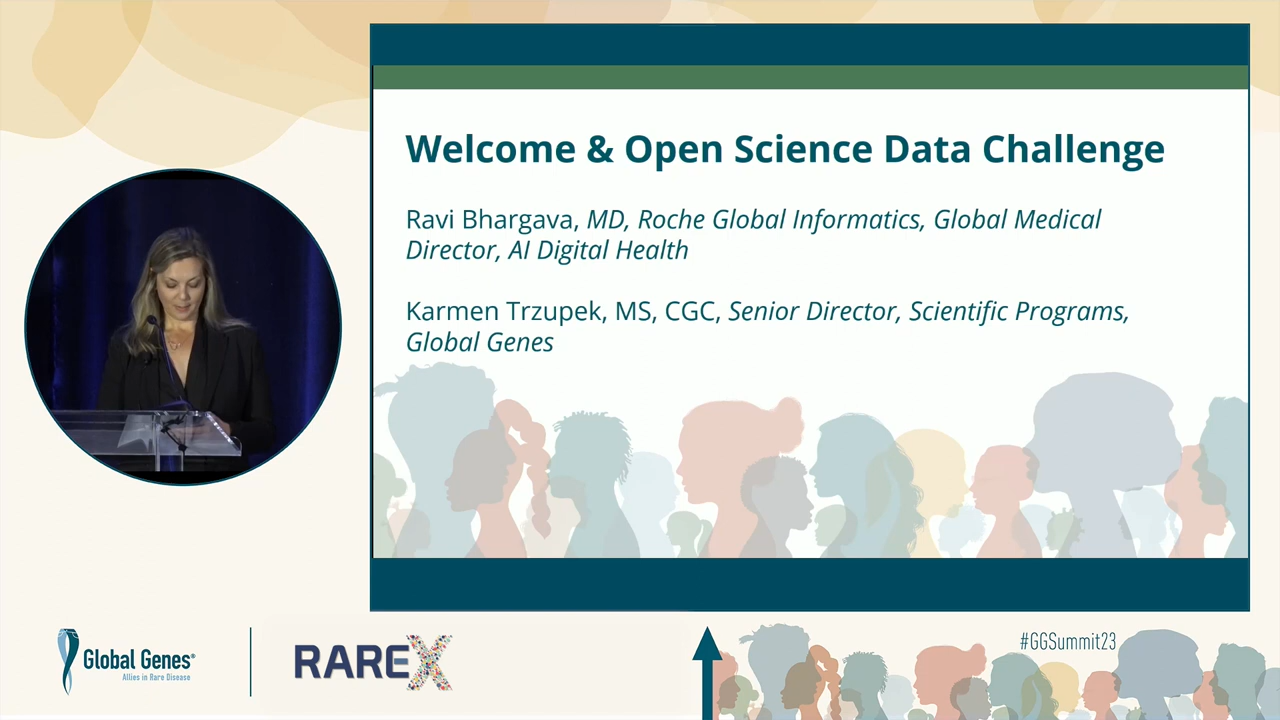 Welcome & Open Science Data Challenge
Ravi Bhargava, MD, Roche Global Informatics, Global Medical
Director, AI Digital Health
Karmen Trzupek, MS, CGC, Senior Director, Scientific Programs,
Global Genes
Global Genes®
Allies in Rare Disease
RAREX
#GGSummit23